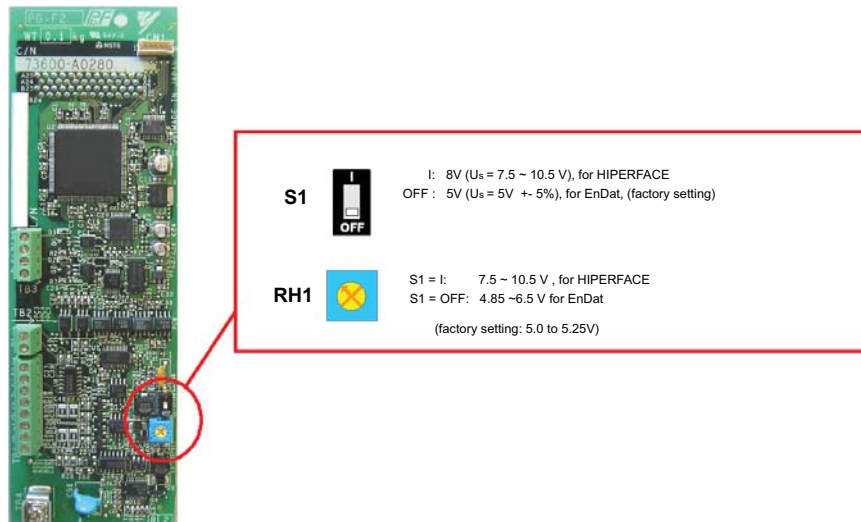 PG-F2
WT 0.1 kg
CN1
C/N
73600-A0280
TB3
TB2
S1
I
OFF
I: 8V (Us = 7.5 ~ 10.5 V), for HIPERFACE
OFF : 5V (Us = 5V +- 5%), for EnDat, (factory setting)
RH1
S1 = I: 7.5 ~ 10.5 V , for HIPERFACE
S1 = OFF: 4.85 ~6.5 V for EnDat
(factory setting: 5.0 to 5.25V)